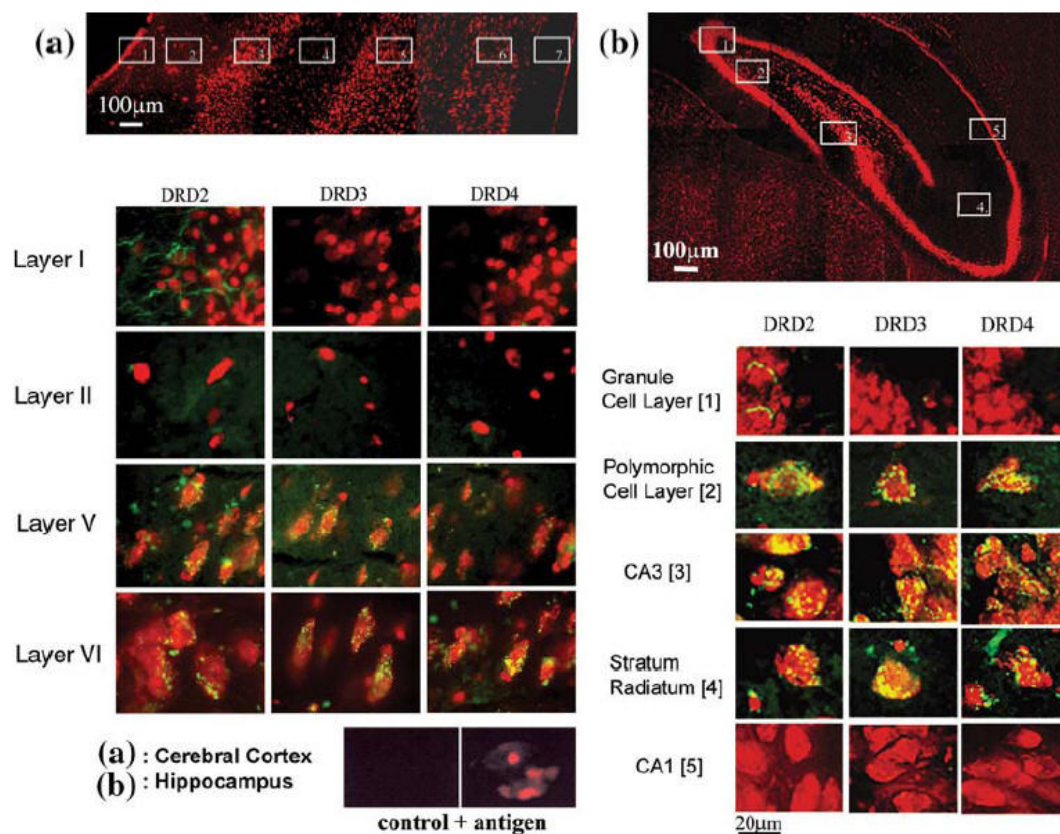 (a)
1 2 3 4 5 6 7
100µm
DRD2 DRD3 DRD4
Layer I
Layer II
Layer V
Layer VI
(a) : Cerebral Cortex
(b) : Hippocampus
control + antigen
(b)
1
2
3
4
5
100µm
DRD2 DRD3 DRD4
Granule
Cell Layer [1]
Polymorphic
Cell Layer [2]
CA3 [3]
Stratum
Radiatum [4]
CA1 [5]
20µm